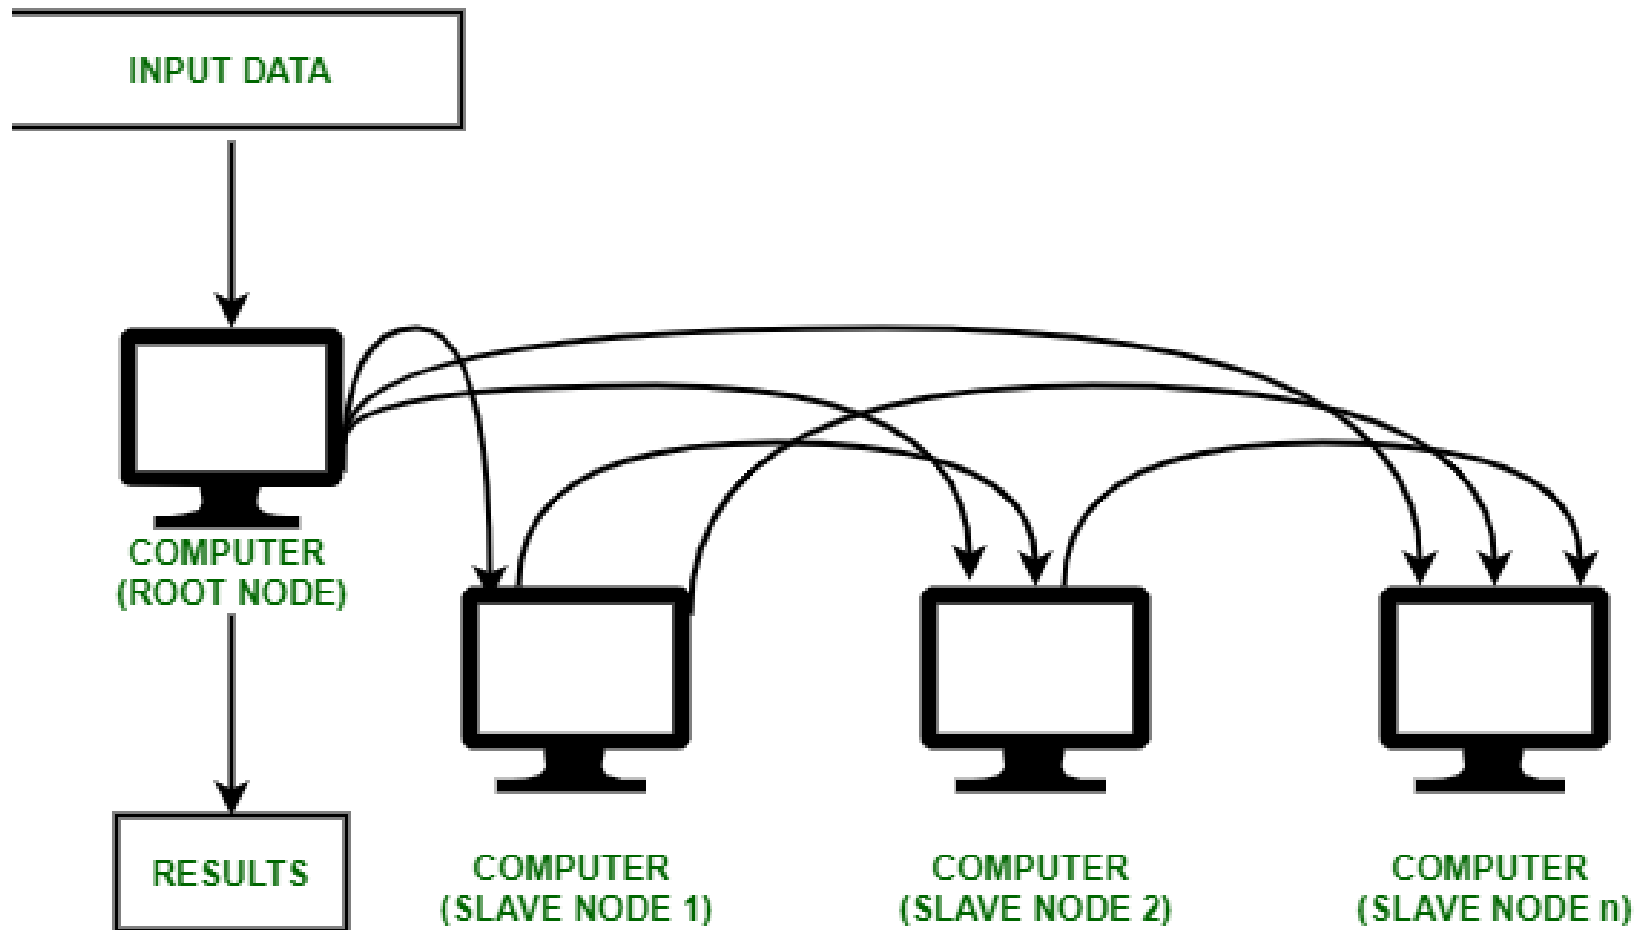 INPUT DATA
COMPUTER
(ROOT NODE)
RESULTS
COMPUTER
(SLAVE NODE 1)
COMPUTER
(SLAVE NODE 2)
COMPUTER
(SLAVE NODE n)